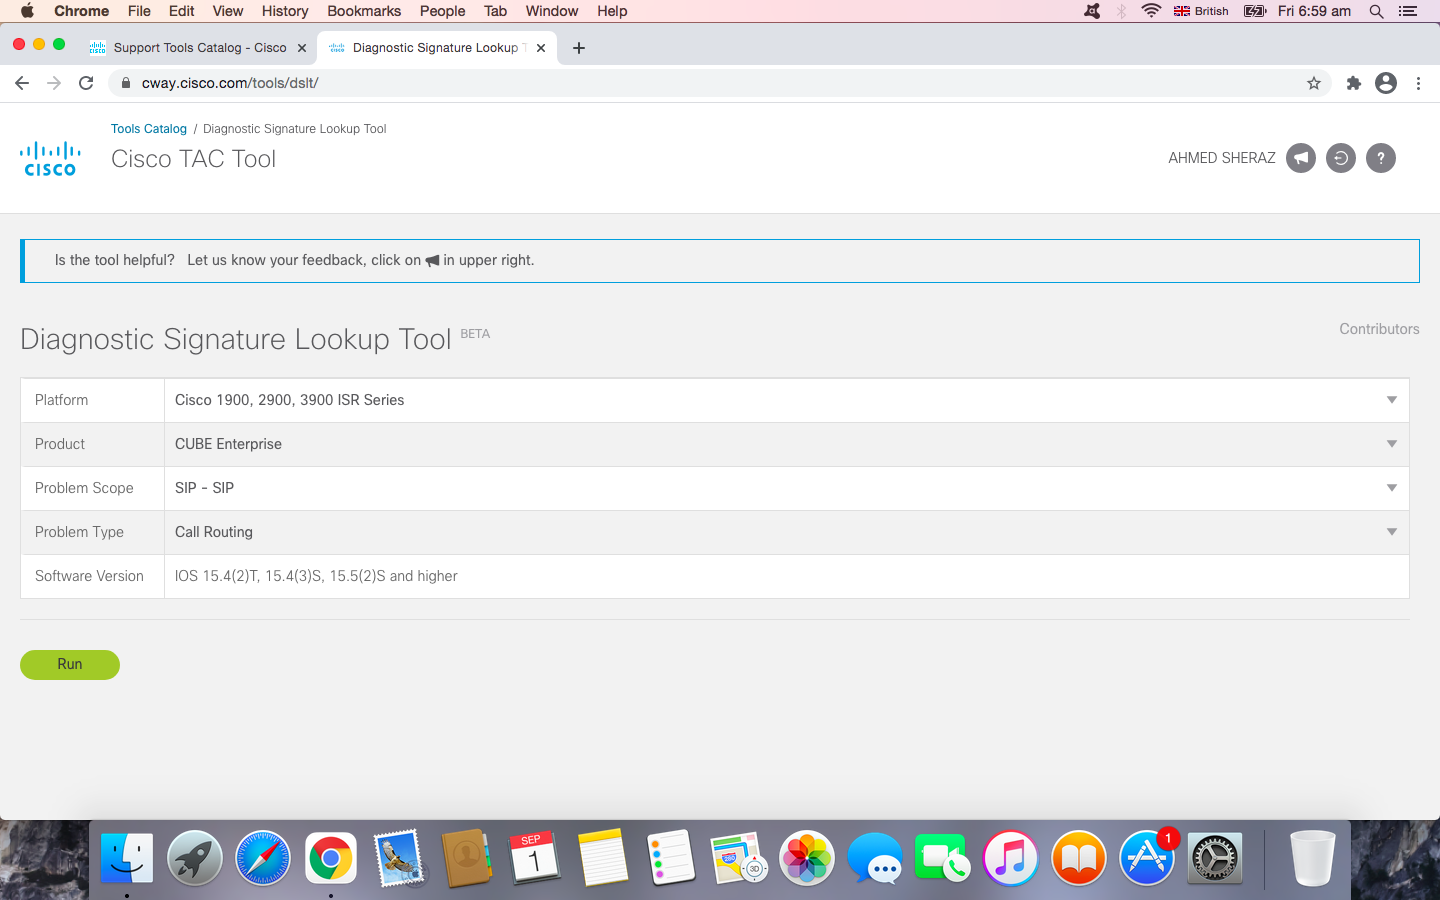 Chrome File Edit View History Bookmarks People Tab Window Help British Fri 6:59 am
Support Tools Catalog - Cisco Diagnostic Signature Lookup T
cway.cisco.com/tools/dslt/
Tools Catalog / Diagnostic Signature Lookup Tool
CISCO Cisco TAC Tool AHMED SHERAZ ?
Is the tool helpful? Let us know your feedback, click on in upper right.
Diagnostic Signature Lookup Tool BETA Contributors
Platform Cisco 1900, 2900, 3900 ISR Series
Product CUBE Enterprise
Problem Scope SIP - SIP
Problem Type Call Routing
Software Version IOS 15.4(2)T, 15.4(3)S, 15.5(2)S and higher
Run
SEP 1
280
3D
1